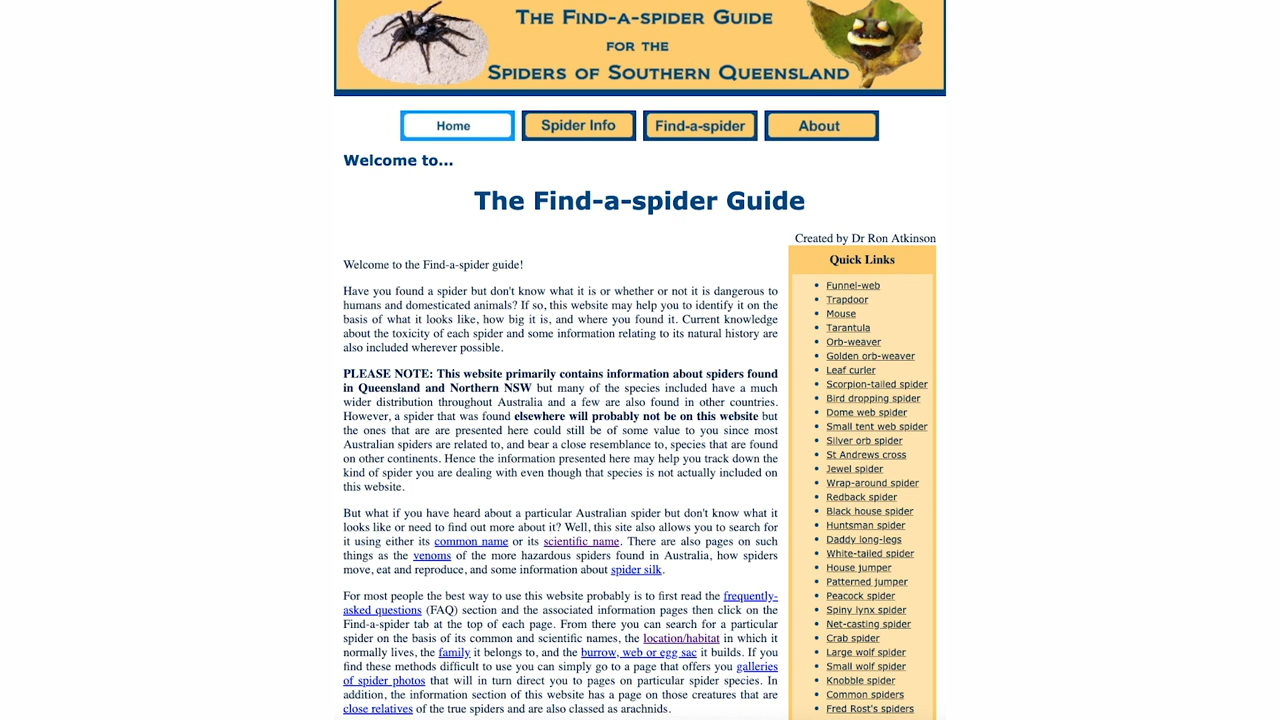 The Find-a-spider Guide
for the
Spiders of Southern Queensland
Home
Spider Info
Find-a-spider
About
Welcome to...
The Find-a-spider Guide
Created by Dr Ron Atkinson
Welcome to the Find-a-spider guide!
Have you found a spider but don't know what it is or whether or not it is dangerous to
humans and domesticated animals? If so, this website may help you to identify it on the
basis of what it looks like, how big it is, and where you found it. Current knowledge
about the toxicity of each spider and some information relating to its natural history are
also included wherever possible.
PLEASE NOTE: This website primarily contains information about spiders found
in Queensland and Northern NSW but many of the species included have a much
wider distribution throughout Australia and a few are also found in other countries.
However, a spider that was found elsewhere will probably not be on this website but
the ones that are are presented here could still be of some value to you since most
Australian spiders are related to, and bear a close resemblance to, species that are found
on other continents. Hence the information presented here may help you track down the
kind of spider you are dealing with even though that species is not actually included on
this website.
But what if you have heard about a particular Australian spider but don't know what it
looks like or need to find out more about it? Well, this site also allows you to search for
it using either its common name or its scientific name. There are also pages on such
things as the venoms of the more hazardous spiders found in Australia, how spiders
move, eat and reproduce, and some information about spider silk.
For most people the best way to use this website probably is to first read the frequently-
asked questions (FAQ) section and the associated information pages then click on the
Find-a-spider tab at the top of each page. From there you can search for a particular
spider on the basis of its common and scientific names, the location/habitat in which it
normally lives, the family it belongs to, and the burrow, web or egg sac it builds. If you
find these methods difficult to use you can simply go to a page that offers you galleries
of spider photos that will in turn direct you to pages on particular spider species. In
addition, the information section of this website has a page on those creatures that are
close relatives of the true spiders and are also classed as arachnids.
Quick Links
Funnel-web
Trapdoor
Mouse
Tarantula
Orb-weaver
Golden orb-weaver
Leaf curler
Scorpion-tailed spider
Bird dropping spider
Dome web spider
Small tent web spider
Silver orb spider
St Andrews cross
Jewel spider
Wrap-around spider
Redback spider
Black house spider
Huntsman spider
Daddy long-legs
White-tailed spider
House jumper
Patterned jumper
Peacock spider
Spiny lynx spider
Net-casting spider
Crab spider
Large wolf spider
Small wolf spider
Knobble spider
Common spiders
Fred Rost's spiders